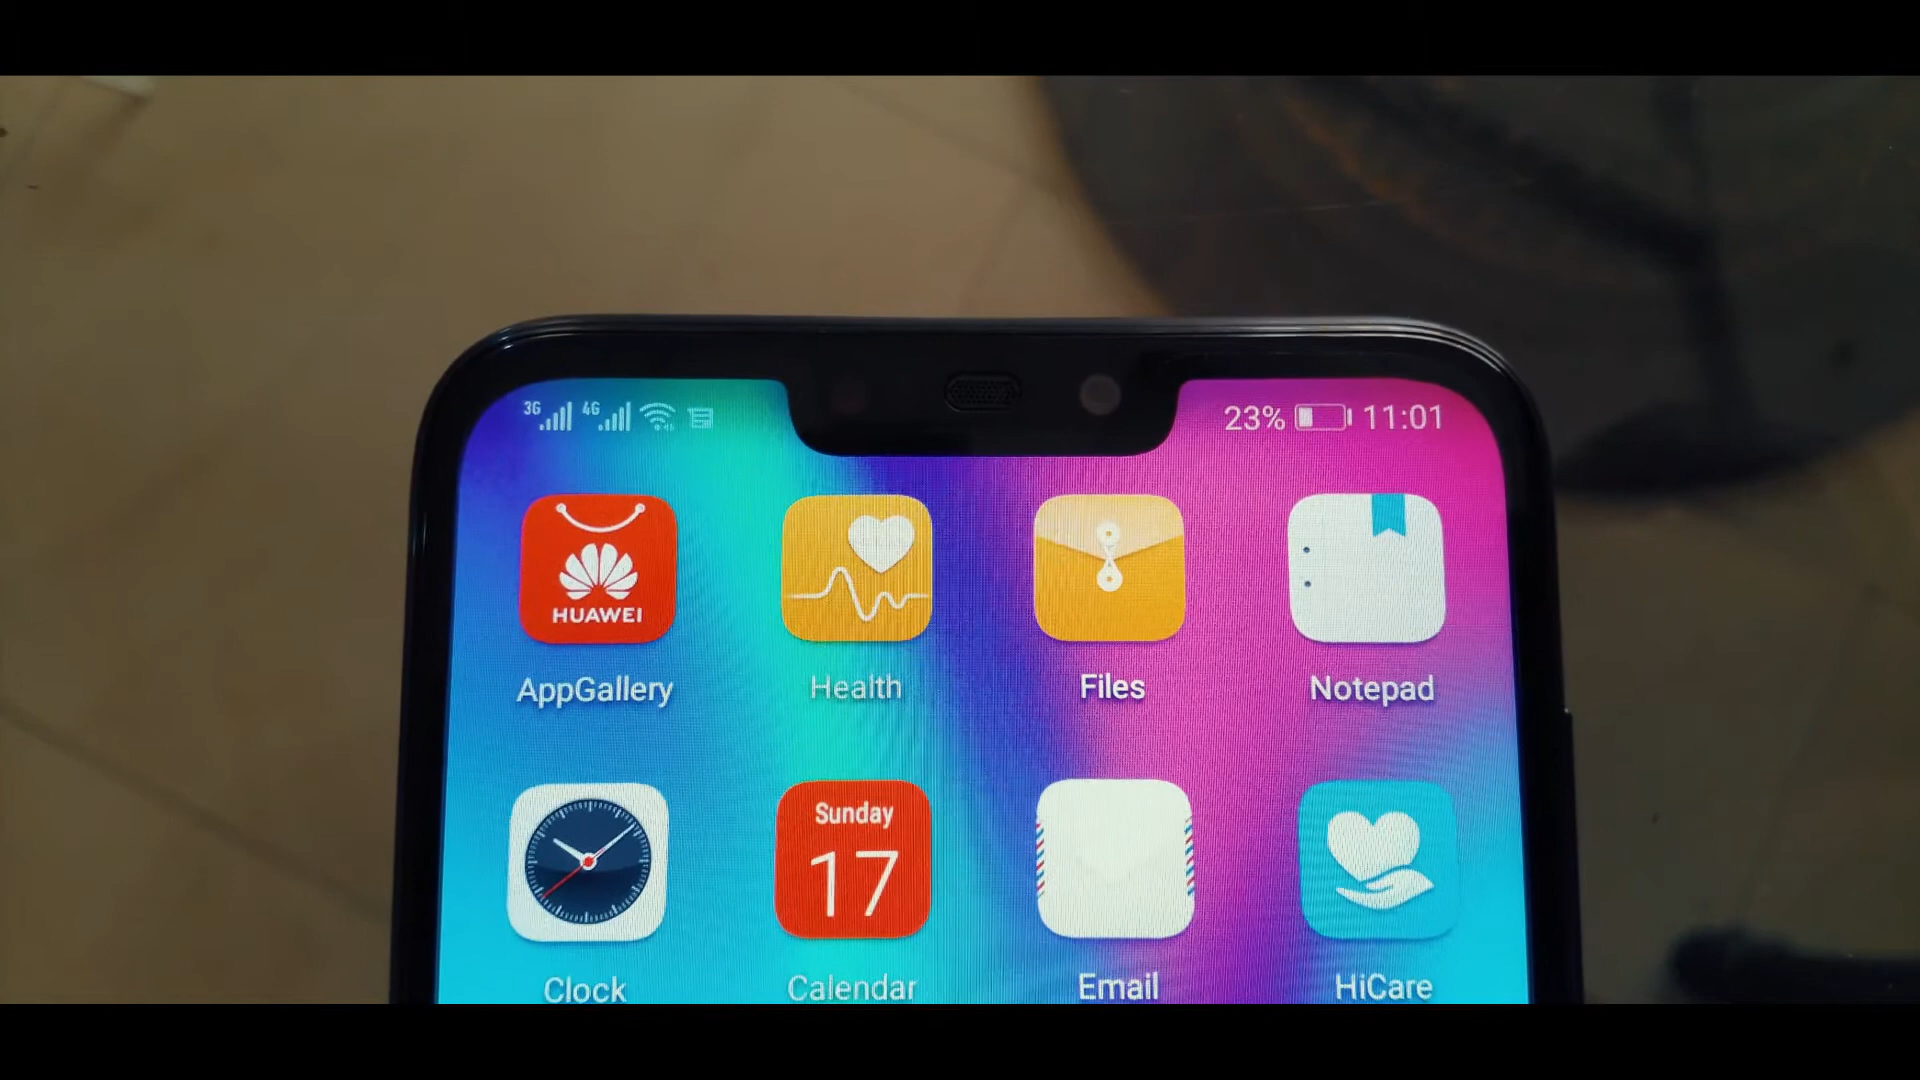 3G 4G 23% 11:01
HUAWEI
AppGallery Health Files Notepad
Sunday
17
Clock Calendar Email HiCare